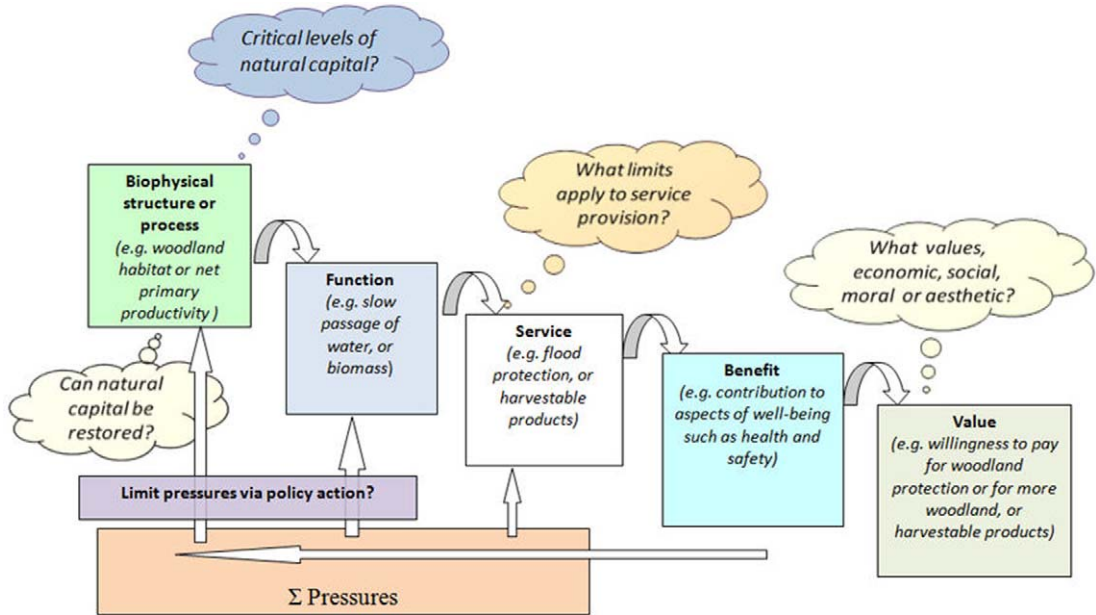 Critical levels of
natural capital?
Biophysical
structure or
process
(e.g. woodland
habitat or net
primary
productivity )
What limits
apply to service
provision?
Function
(e.g. slow
passage of
water, or
biomass)
What values,
economic, social,
moral or aesthetic?
Service
(e.g. flood
protection, or
harvestable
products)
Can natural
capital be
restored?
Benefit
(e.g. contribution to
aspects of well-being
such as health and
safety)
Value
(e.g. willingness to pay
for woodland
protection or for more
woodland, or
harvestable products)
Limit pressures via policy action?
Σ Pressures